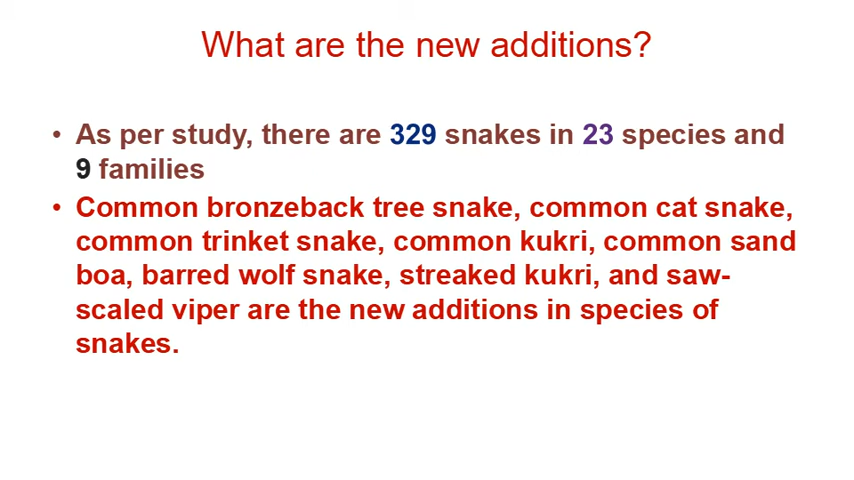 What are the new additions?
• As per study, there are 329 snakes in 23 species and
9 families
• Common bronzeback tree snake, common cat snake,
common trinket snake, common kukri, common sand
boa, barred wolf snake, streaked kukri, and saw-
scaled viper are the new additions in species of
snakes.